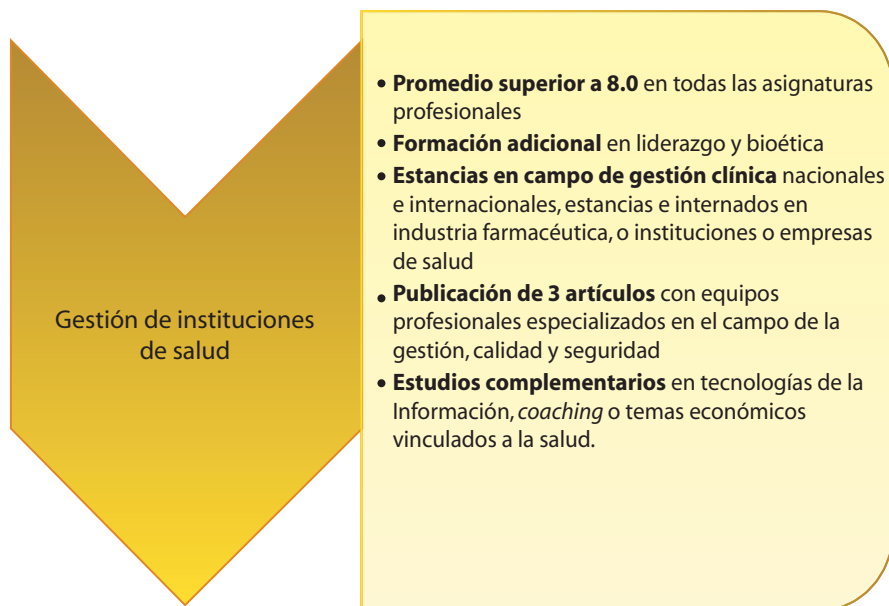 Gestión de instituciones
de salud
• Promedio superior a 8.0 en todas las asignaturas
profesionales
• Formación adicional en liderazgo y bioética
• Estancias en campo de gestión clínica nacionales
e internacionales, estancias e internados en
industria farmacéutica, o instituciones o empresas
de salud
• Publicación de 3 artículos con equipos
profesionales especializados en el campo de la
gestión, calidad y seguridad
• Estudios complementarios en tecnologías de la
Información, coaching o temas económicos
vinculados a la salud.